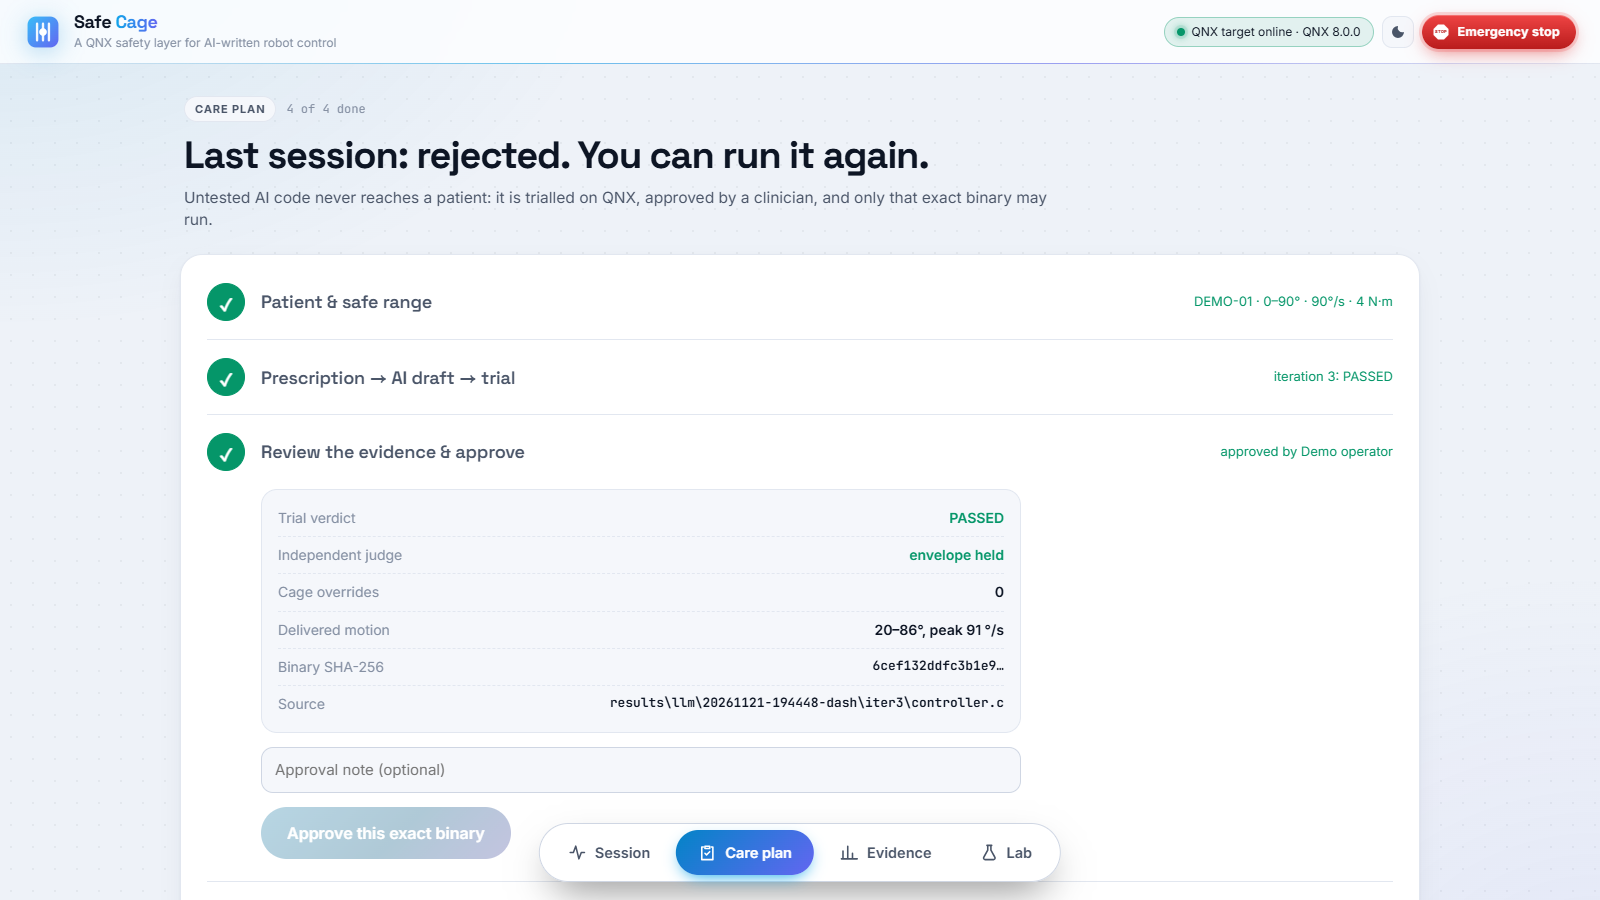 Safe Cage
A QNX safety layer for AI-written robot control
QNX target online · QNX 8.0.0
STOP
Emergency stop
CARE PLAN
4 of 4 done
Last session: rejected. You can run it again.
Untested AI code never reaches a patient: it is trialled on QNX, approved by a clinician, and only that exact binary may
run.
Patient & safe range
DEMO-01 · 0–90° · 90°/s · 4 N·m
Prescription → AI draft → trial
iteration 3: PASSED
Review the evidence & approve
approved by Demo operator
Trial verdict
PASSED
Independent judge
envelope held
Cage overrides
0
Delivered motion
20–86°, peak 91 °/s
Binary SHA-256
6cef132ddfc3b1e9…
Source
results\llm\20261121-194448-dash\iter3\controller.c
Approval note (optional)
Approve this exact binary
Session
Care plan
Evidence
Lab